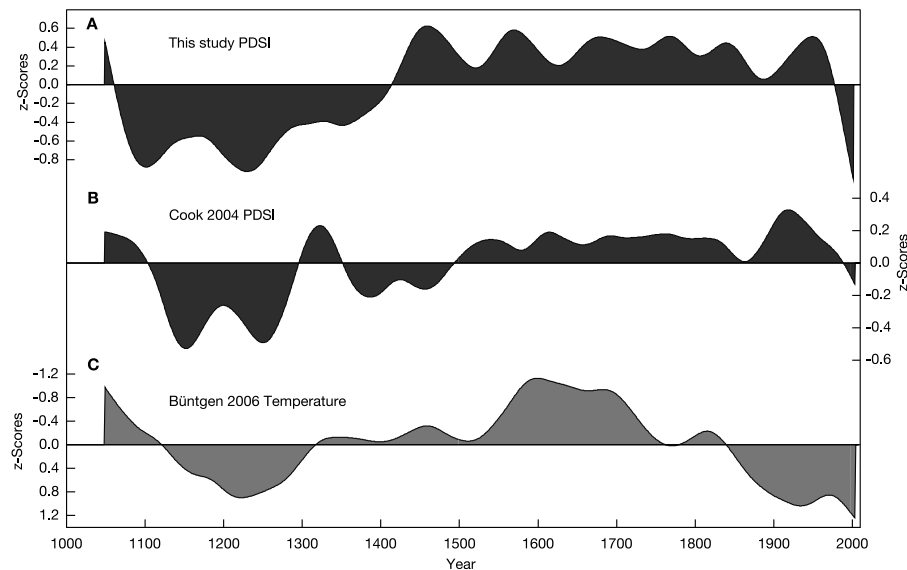 A
This study PDSI
z-Scores
0.6
0.4
0.2
0.0
-0.2
-0.4
-0.6
-0.8
B
Cook 2004 PDSI
z-Scores
0.4
0.2
0.0
-0.2
-0.4
-0.6
C
Büntgen 2006 Temperature
z-Scores
-1.2
-0.8
-0.4
0.0
0.4
0.8
1.2
1000 1100 1200 1300 1400 1500 1600 1700 1800 1900 2000
Year